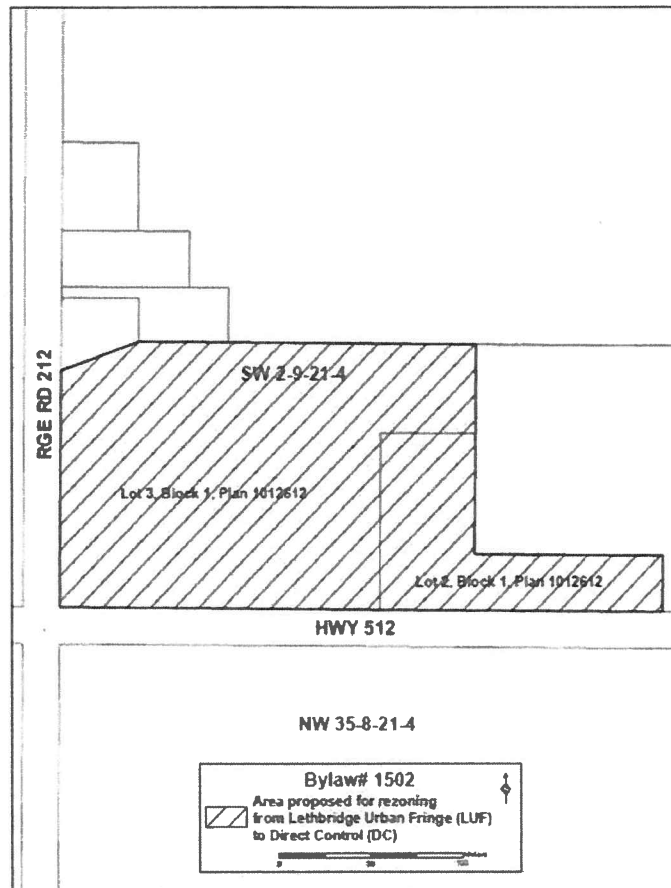 SW 2-9-21-4
RGE RD 212
Lot 3, Block 1, Plan 1012612
Lot 2, Block 1, Plan 1012612
HWY 512
NW 35-8-21-4
Bylaw# 1502
Area proposed for rezoning
from Lethbridge Urban Fringe (LUF)
to Direct Control (DC)
0